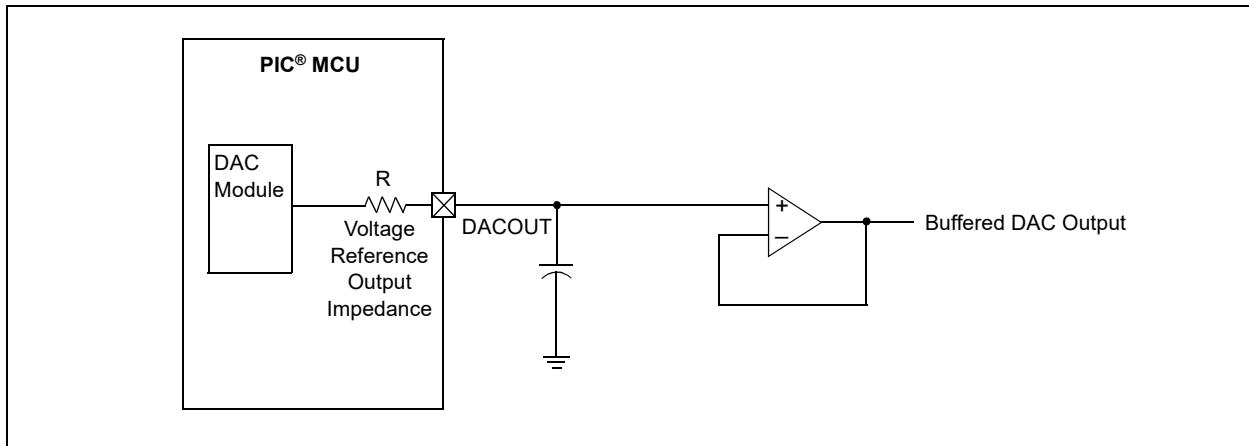 PIC® MCU
DAC
Module
R
Voltage
Reference
Output
Impedance
DACOUT
+
–
Buffered DAC Output